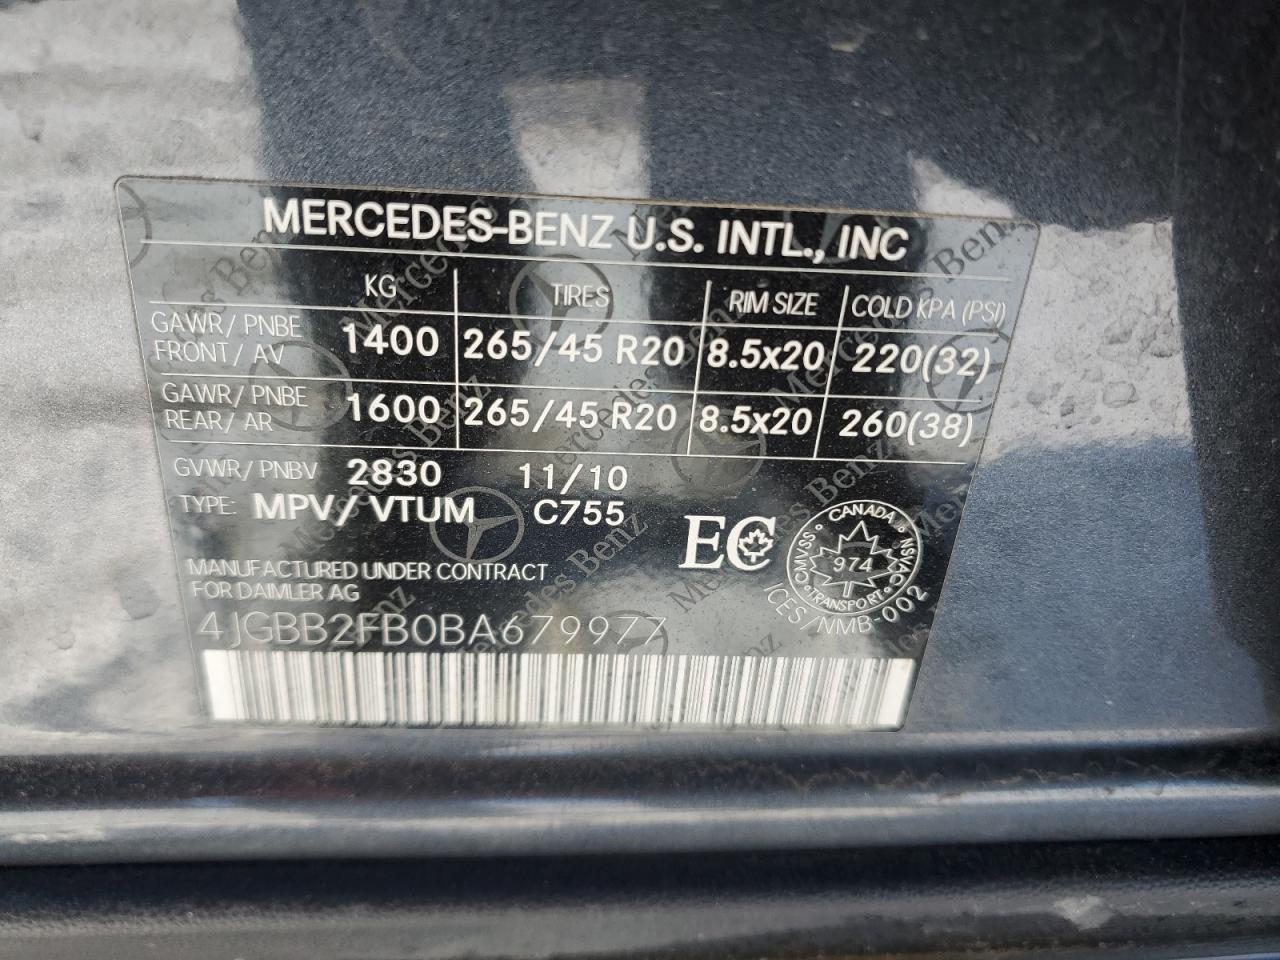 MERCEDES-BENZ U.S. INTL., INC
KG TIRES RIM SIZE COLD KPA (PSI)
GAWR/ PNBE
FRONT/ AV 1400 265/45 R20 8.5x20 220(32)
GAWR/ PNBE
REAR/ AR 1600 265/45 R20 8.5x20 260(38)
GVWR/ PNBV 2830 11/10
TYPE: MPV/ VTUM C755
EC
CANADA
CMVSS NSVAC
974
TRANSPORT
ICES/NMB-002
MANUFACTURED UNDER CONTRACT
FOR DAIMLER AG
4JGBB2FB0BA679977